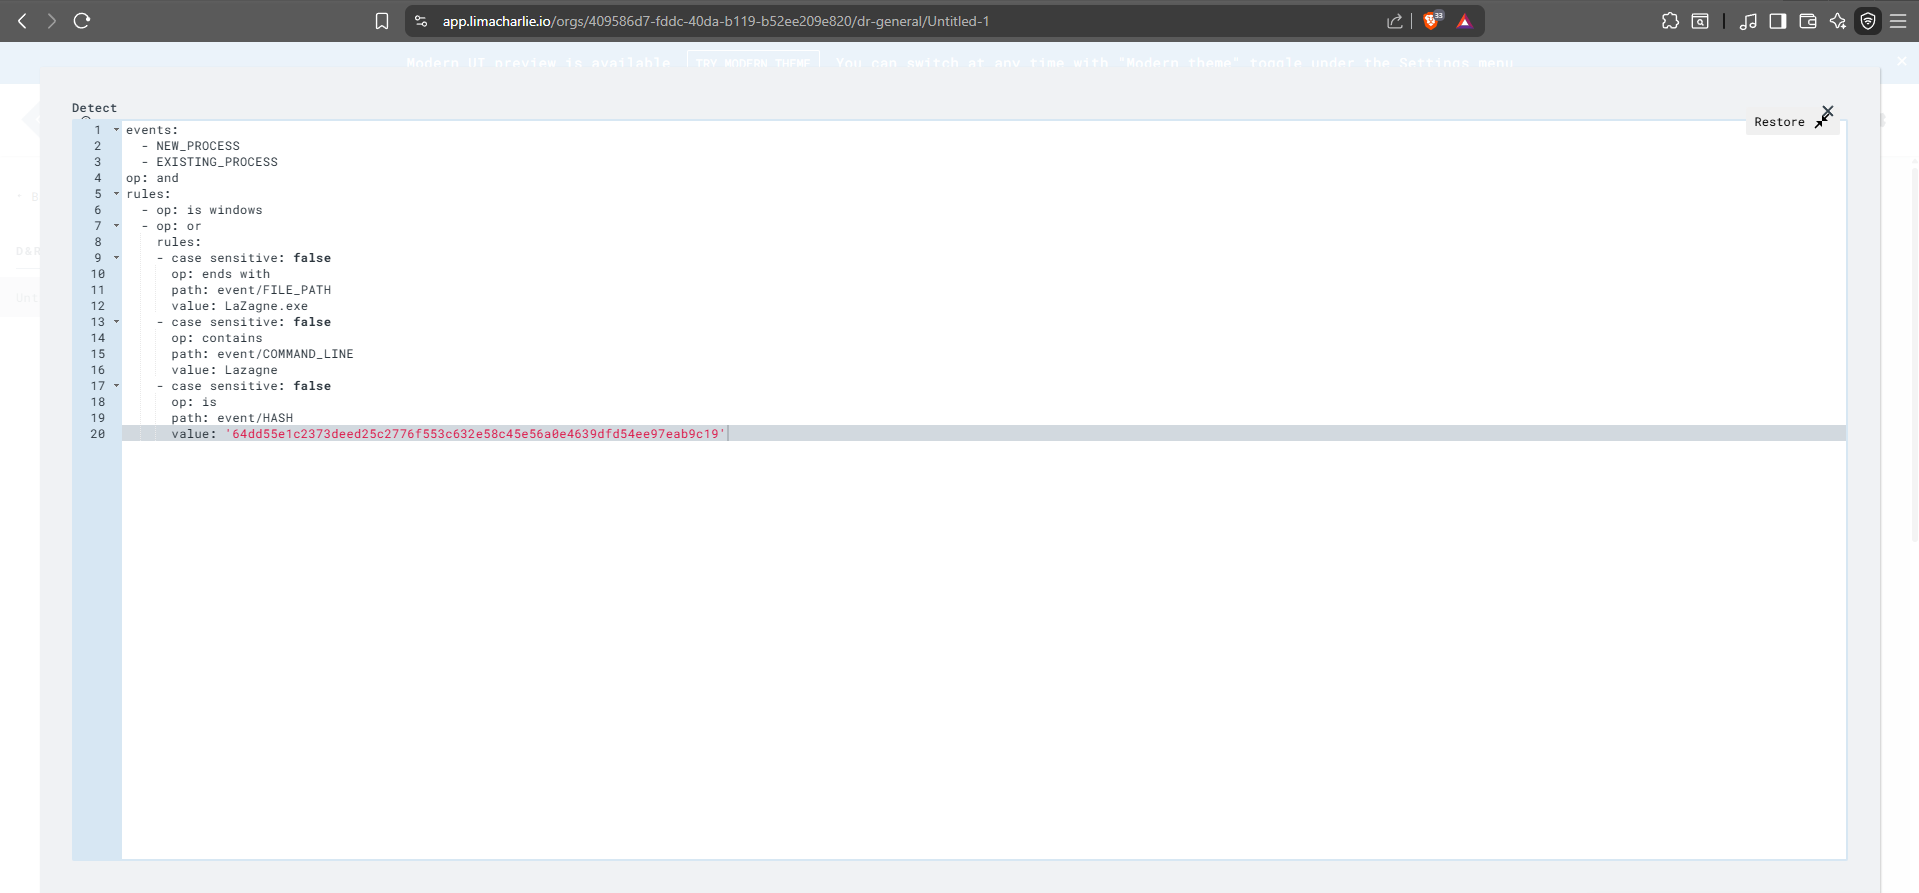 app.limacharlie.io/orgs/409586d7-fddc-40da-b119-b52ee209e820/dr-general/Untitled-1
33
Modern UI preview is available TRY MODERN THEME You can switch at any time with "Modern theme" toggle under the Settings menu
Detect
Restore
1 events:
2 - NEW_PROCESS
3 - EXISTING_PROCESS
4 op: and
5 rules:
6 - op: is windows
7 - op: or
8 rules:
9 - case sensitive: false
10 op: ends with
11 path: event/FILE_PATH
12 value: LaZagne.exe
13 - case sensitive: false
14 op: contains
15 path: event/COMMAND_LINE
16 value: Lazagne
17 - case sensitive: false
18 op: is
19 path: event/HASH
20 value: '64dd55e1c2373deed25c2776f553c632e58c45e56a0e4639dfd54ee97eab9c19'